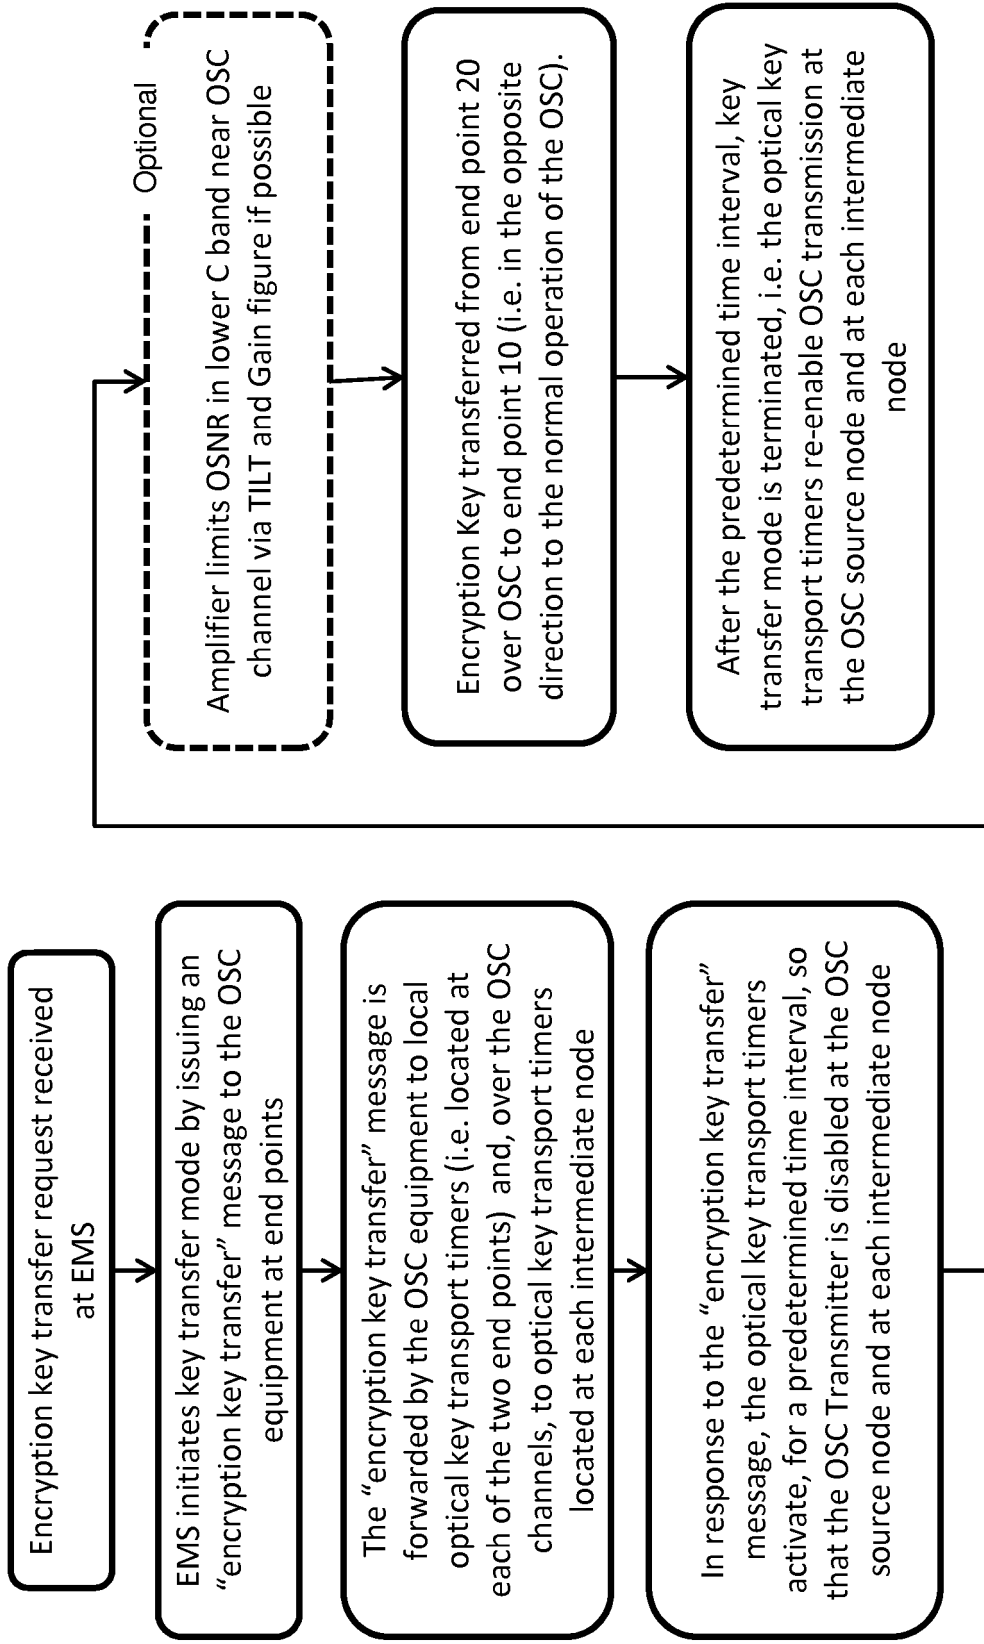 Encryption key transfer request received
at EMS
EMS initiates key transfer mode by issuing an
“encryption key transfer” message to the OSC
equipment at end points
The “encryption key transfer” message is
forwarded by the OSC equipment to local
optical key transport timers (i.e. located at
each of the two end points) and, over the OSC
channels, to optical key transport timers
located at each intermediate node
In response to the “encryption key transfer”
message, the optical key transport timers
activate, for a predetermined time interval, so
that the OSC Transmitter is disabled at the OSC
source node and at each intermediate node
Optional
Amplifier limits OSNR in lower C band near OSC
channel via TILT and Gain figure if possible
Encryption Key transferred from end point 20
over OSC to end point 10 (i.e. in the opposite
direction to the normal operation of the OSC).
After the predetermined time interval, key
transfer mode is terminated, i.e. the optical key
transport timers re-enable OSC transmission at
the OSC source node and at each intermediate
node